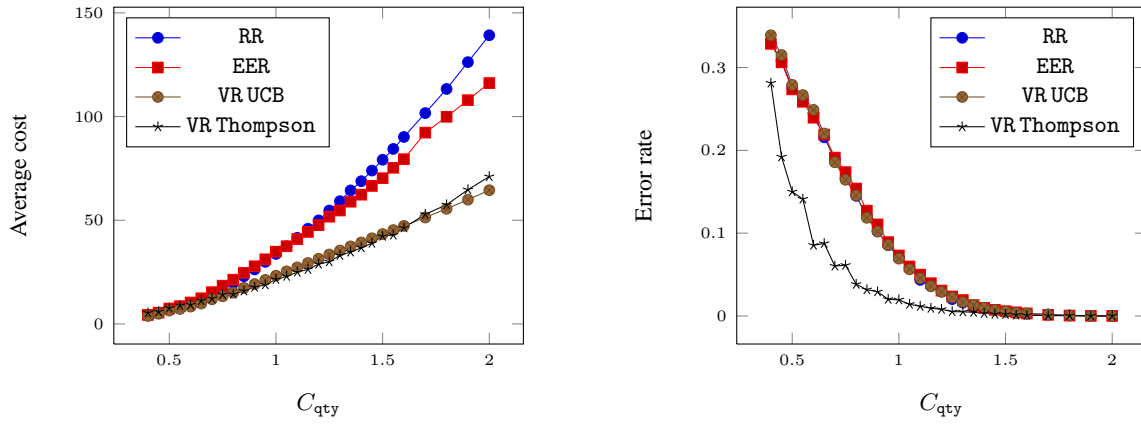 150
100
50
0
0.5
1
1.5
2
Average cost
C_qty
RR
EER
VR UCB
VR Thompson
0.3
0.2
0.1
0
0.5
1
1.5
2
Error rate
C_qty
RR
EER
VR UCB
VR Thompson